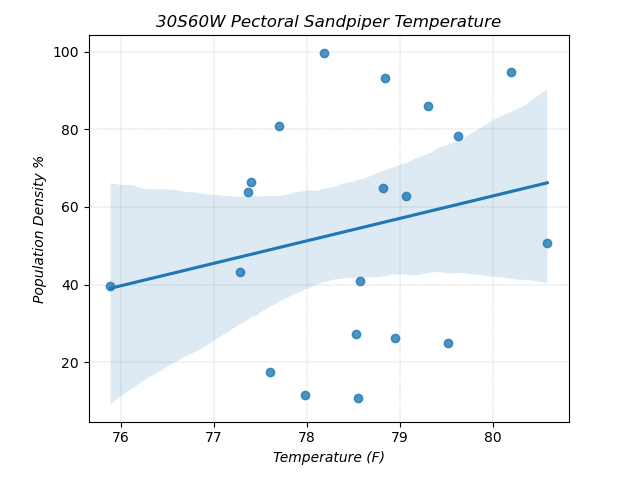 30S60W Pectoral Sandpiper Temperature
100
80
60
40
20
Population Density %
76 77 78 79 80
Temperature (F)